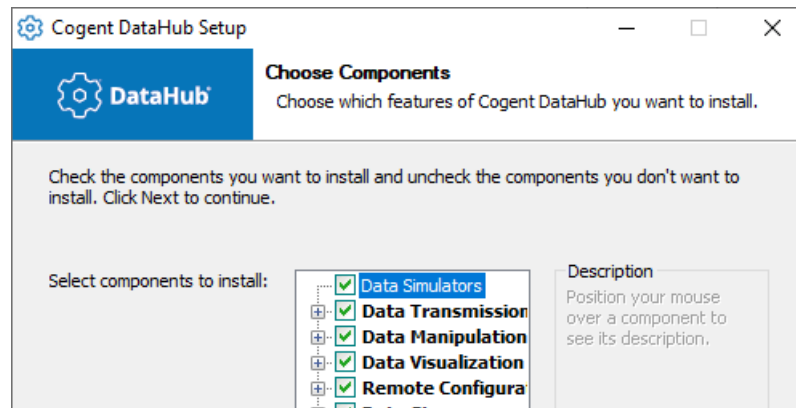 Cogent DataHub Setup
DataHub
Choose Components
Choose which features of Cogent DataHub you want to install.
Check the components you want to install and uncheck the components you don't want to
install. Click Next to continue.
Select components to install:
Data Simulators
Data Transmission
Data Manipulation
Data Visualization
Remote Configura
Description
Position your mouse
over a component to
see its description.